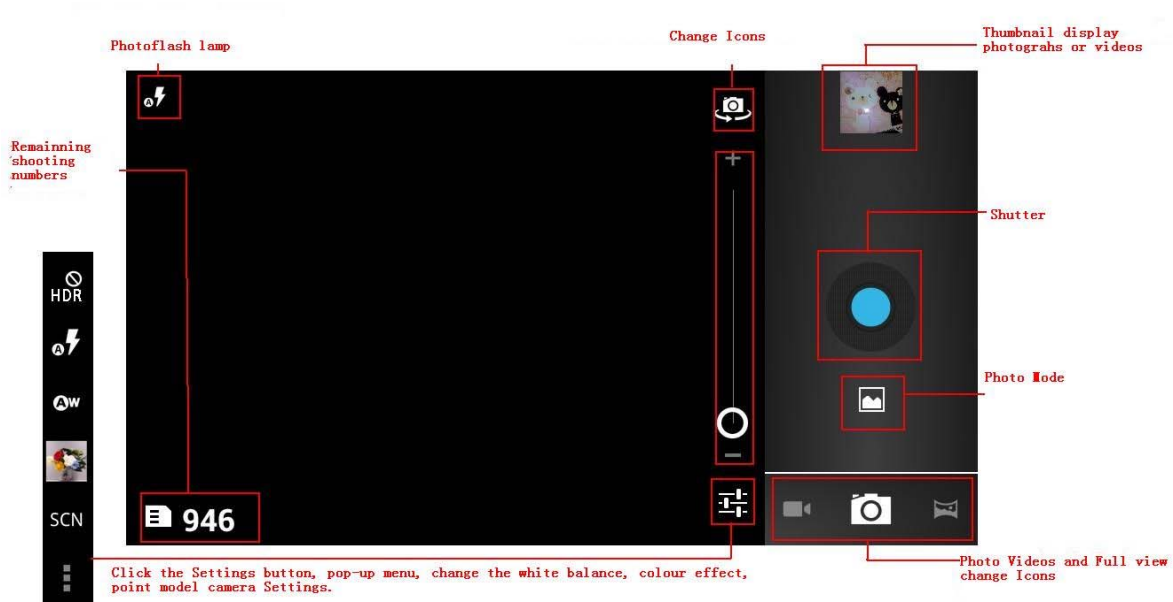 Photoflash lamp
Change Icons
Thumbnail display
photograhs or videos
Remainning
shooting
numbers
Shutter
HDR
A
A
AW
Photo Mode
SCN
946
Click the Settings button, pop-up menu, change the white balance, colour effect,
point model camera Settings.
Photo Videos and Full view
change Icons